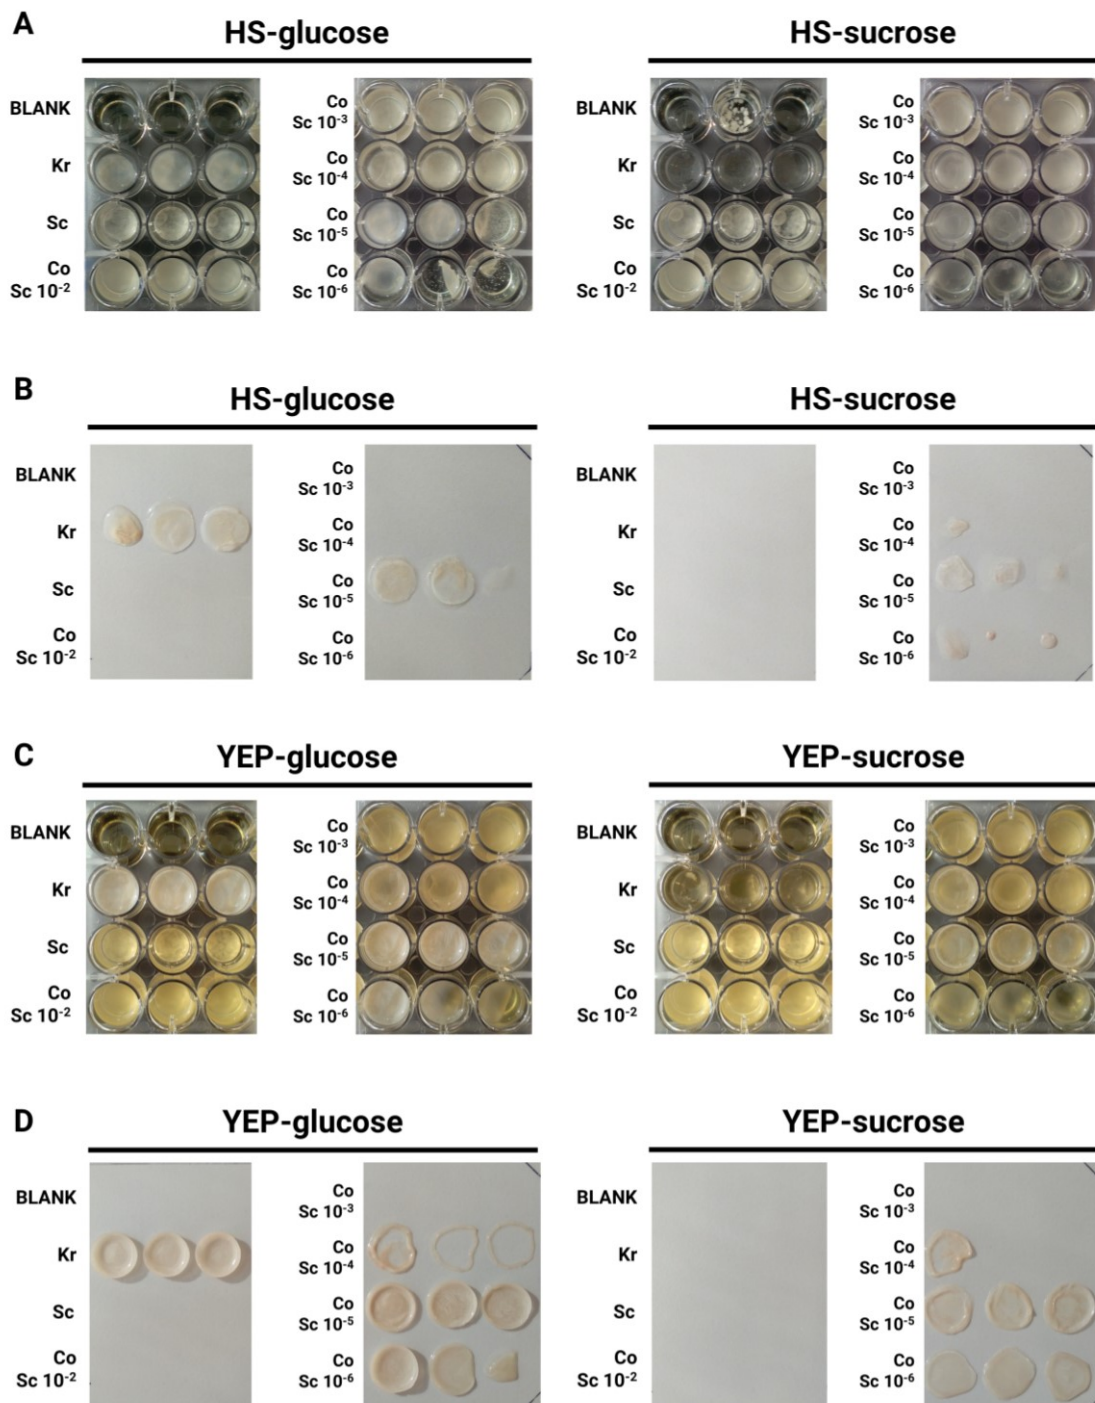 A
HS-glucose
HS-sucrose
BLANK
Kr
Sc
Co
Sc 10⁻²
Co
Sc 10⁻³
Co
Sc 10⁻⁴
Co
Sc 10⁻⁵
Co
Sc 10⁻⁶
BLANK
Kr
Sc
Co
Sc 10⁻²
Co
Sc 10⁻³
Co
Sc 10⁻⁴
Co
Sc 10⁻⁵
Co
Sc 10⁻⁶
B
HS-glucose
HS-sucrose
BLANK
Kr
Sc
Co
Sc 10⁻²
Co
Sc 10⁻³
Co
Sc 10⁻⁴
Co
Sc 10⁻⁵
Co
Sc 10⁻⁶
BLANK
Kr
Sc
Co
Sc 10⁻²
Co
Sc 10⁻³
Co
Sc 10⁻⁴
Co
Sc 10⁻⁵
Co
Sc 10⁻⁶
C
YEP-glucose
YEP-sucrose
BLANK
Kr
Sc
Co
Sc 10⁻²
Co
Sc 10⁻³
Co
Sc 10⁻⁴
Co
Sc 10⁻⁵
Co
Sc 10⁻⁶
BLANK
Kr
Sc
Co
Sc 10⁻²
Co
Sc 10⁻³
Co
Sc 10⁻⁴
Co
Sc 10⁻⁵
Co
Sc 10⁻⁶
D
YEP-glucose
YEP-sucrose
BLANK
Kr
Sc
Co
Sc 10⁻²
Co
Sc 10⁻³
Co
Sc 10⁻⁴
Co
Sc 10⁻⁵
Co
Sc 10⁻⁶
BLANK
Kr
Sc
Co
Sc 10⁻²
Co
Sc 10⁻³
Co
Sc 10⁻⁴
Co
Sc 10⁻⁵
Co
Sc 10⁻⁶